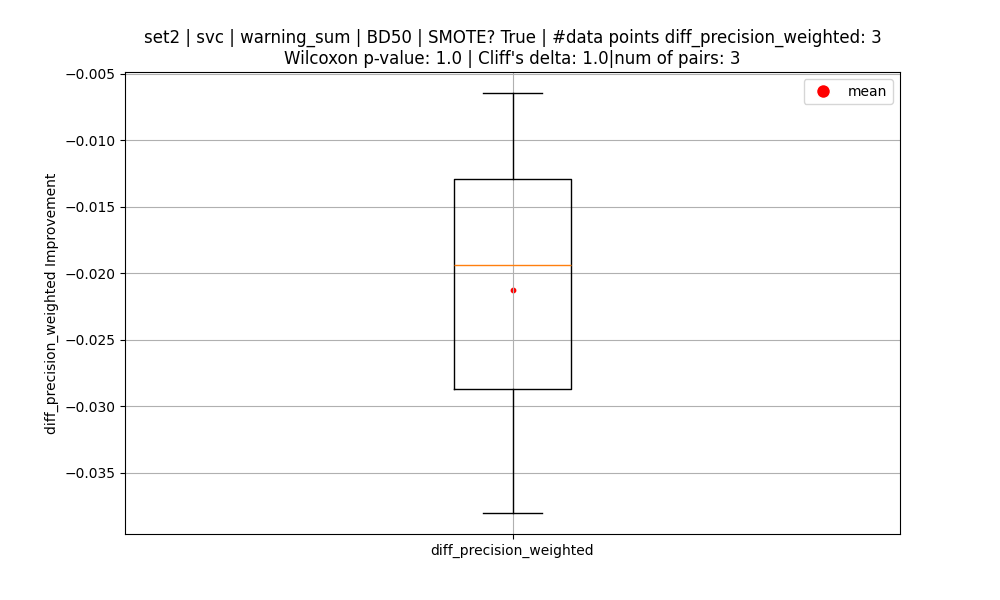 set2 | svc | warning_sum | BD50 | SMOTE? True | #data points diff_precision_weighted: 3
Wilcoxon p-value: 1.0 | Cliff's delta: 1.0|num of pairs: 3
mean
−0.005
−0.010
−0.015
−0.020
−0.025
−0.030
−0.035
diff_precision_weighted Improvement
diff_precision_weighted